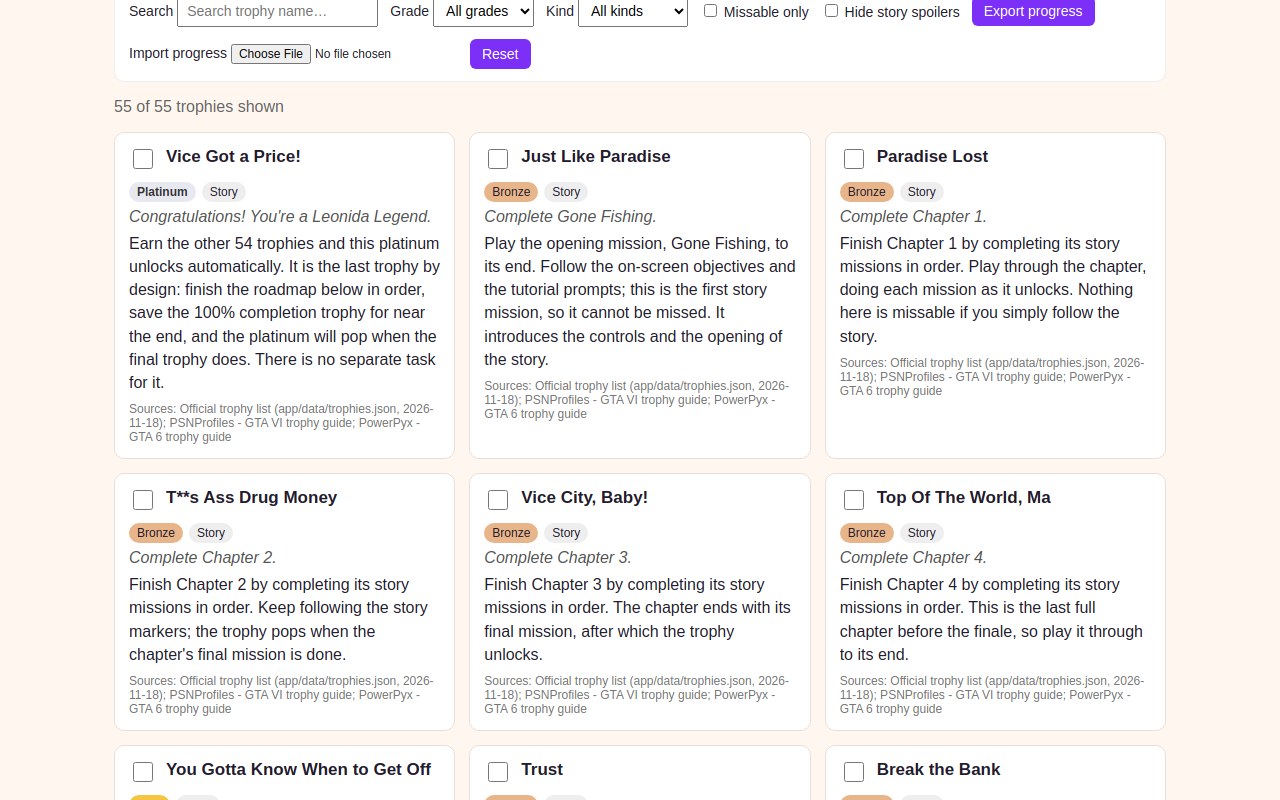 Search Search trophy name… Grade All grades Kind All kinds Missable only Hide story spoilers Export progress
Import progress Choose File No file chosen Reset
55 of 55 trophies shown
Vice Got a Price!
Platinum Story
Congratulations! You're a Leonida Legend.
Earn the other 54 trophies and this platinum
unlocks automatically. It is the last trophy by
design: finish the roadmap below in order,
save the 100% completion trophy for near
the end, and the platinum will pop when the
final trophy does. There is no separate task
for it.
Sources: Official trophy list (app/data/trophies.json, 2026-
11-18); PSNProfiles - GTA VI trophy guide; PowerPyx -
GTA 6 trophy guide
Just Like Paradise
Bronze Story
Complete Gone Fishing.
Play the opening mission, Gone Fishing, to
its end. Follow the on-screen objectives and
the tutorial prompts; this is the first story
mission, so it cannot be missed. It
introduces the controls and the opening of
the story.
Sources: Official trophy list (app/data/trophies.json, 2026-
11-18); PSNProfiles - GTA VI trophy guide; PowerPyx -
GTA 6 trophy guide
Paradise Lost
Bronze Story
Complete Chapter 1.
Finish Chapter 1 by completing its story
missions in order. Play through the chapter,
doing each mission as it unlocks. Nothing
here is missable if you simply follow the
story.
Sources: Official trophy list (app/data/trophies.json, 2026-
11-18); PSNProfiles - GTA VI trophy guide; PowerPyx -
GTA 6 trophy guide
T**s Ass Drug Money
Bronze Story
Complete Chapter 2.
Finish Chapter 2 by completing its story
missions in order. Keep following the story
markers; the trophy pops when the
chapter's final mission is done.
Sources: Official trophy list (app/data/trophies.json, 2026-
11-18); PSNProfiles - GTA VI trophy guide; PowerPyx -
GTA 6 trophy guide
Vice City, Baby!
Bronze Story
Complete Chapter 3.
Finish Chapter 3 by completing its story
missions in order. The chapter ends with its
final mission, after which the trophy
unlocks.
Sources: Official trophy list (app/data/trophies.json, 2026-
11-18); PSNProfiles - GTA VI trophy guide; PowerPyx -
GTA 6 trophy guide
Top Of The World, Ma
Bronze Story
Complete Chapter 4.
Finish Chapter 4 by completing its story
missions in order. This is the last full
chapter before the finale, so play it through
to its end.
Sources: Official trophy list (app/data/trophies.json, 2026-
11-18); PSNProfiles - GTA VI trophy guide; PowerPyx -
GTA 6 trophy guide
You Gotta Know When to Get Off
Trust
Break the Bank